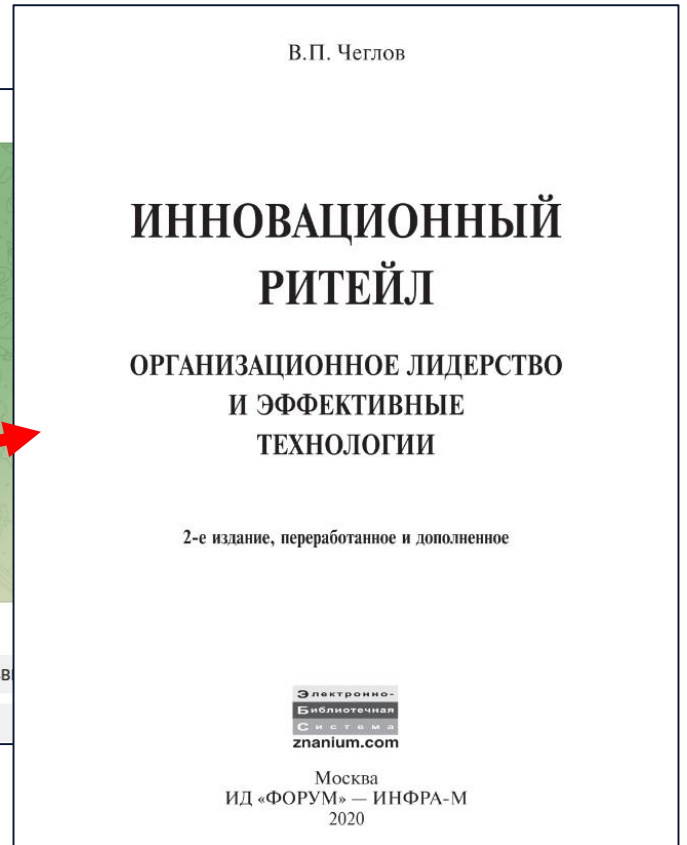 В.П. Чеглов
ИННОВАЦИОННЫЙ
РИТЕЙЛ
ОРГАНИЗАЦИОННОЕ ЛИДЕРСТВО
И ЭФФЕКТИВНЫЕ
ТЕХНОЛОГИИ
2-е издание, переработанное и дополненное
Электронно-
Библиотечная
Система
znanium.com
Москва
ИД «ФОРУМ» — ИНФРА-М
2020